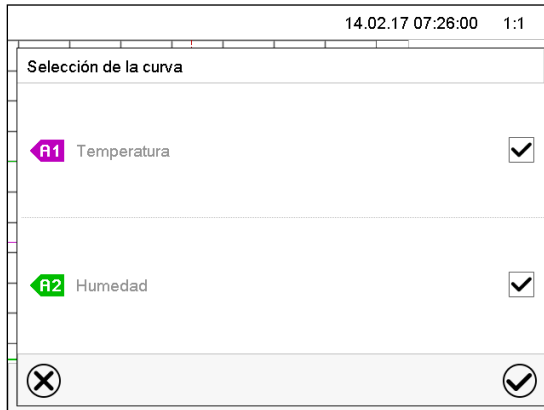 14.02.17 07:26:00 1:1
Selección de la curva
A1 Temperatura
A2 Humedad